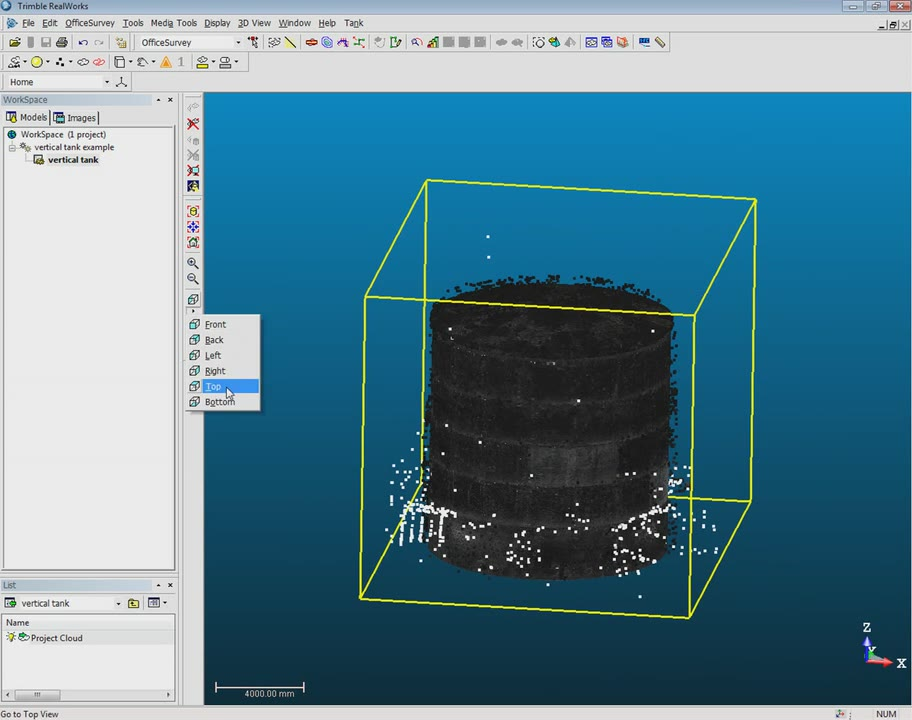 Trimble RealWorks
File Edit OfficeSurvey Tools Media Tools Display 3D View Window Help Tank
OfficeSurvey
1
Home
WorkSpace
Models Images
WorkSpace (1 project)
vertical tank example
vertical tank
Front
Back
Left
Right
Top
Bottom
List
vertical tank
Name
Project Cloud
4000.00 mm
Z
Y
X
Go to Top View
NUM